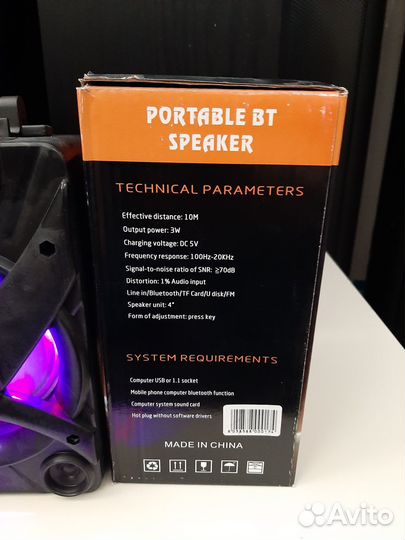 PORTABLE BT
SPEAKER
TECHNICAL PARAMETERS
Effective distance: 10M
Output power: 3W
Charging voltage: DC 5V
Frequency response: 100Hz-20KHz
Signal-to-noise ratio of SNR: ≥70dB
Distortion: 1% Audio input
Line in/Bluetooth/TF Card/U disk/FM
Speaker unit: 4"
Form of adjustment: press key
SYSTEM REQUIREMENTS
Computer USB or 1.1 socket
Mobile phone computer bluetooth function
Computer system sound card
Hot plug without software drivers
MADE IN CHINA
Avito